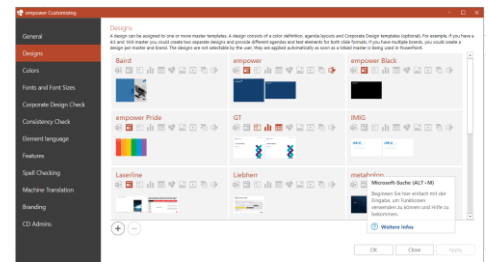 empower Customizing
General
Designs
Colors
Fonts and Font Sizes
Corporate Design Check
Consistency Check
Element language
Features
Spell Checking
Machine Translation
Branding
CD Admins
Designs
A design can be assigned to one or more master templates. A design consists of a color definition, agenda layouts and Corporate Design templates (optional). For example, if you have a
4:3 and 16:9 master you could create two separate designs and provide different agendas and text elements for both slide formats. If you have multiple brands, you could create a
design per master and brand. The designs are not selectable by the user, they are applied automatically as soon as a linked master is being used in PowerPoint.
Baird
empower
empower Black
empower Pride
GT
IMIG
Laserline
Liebherr
metabolon
Microsoft-Suche (ALT+M)
Beginnen Sie hier einfach mit der
Eingabe, um Funktionen
verwenden zu können und Hilfe zu
bekommen.
Weitere Infos
OK
Close
Apply